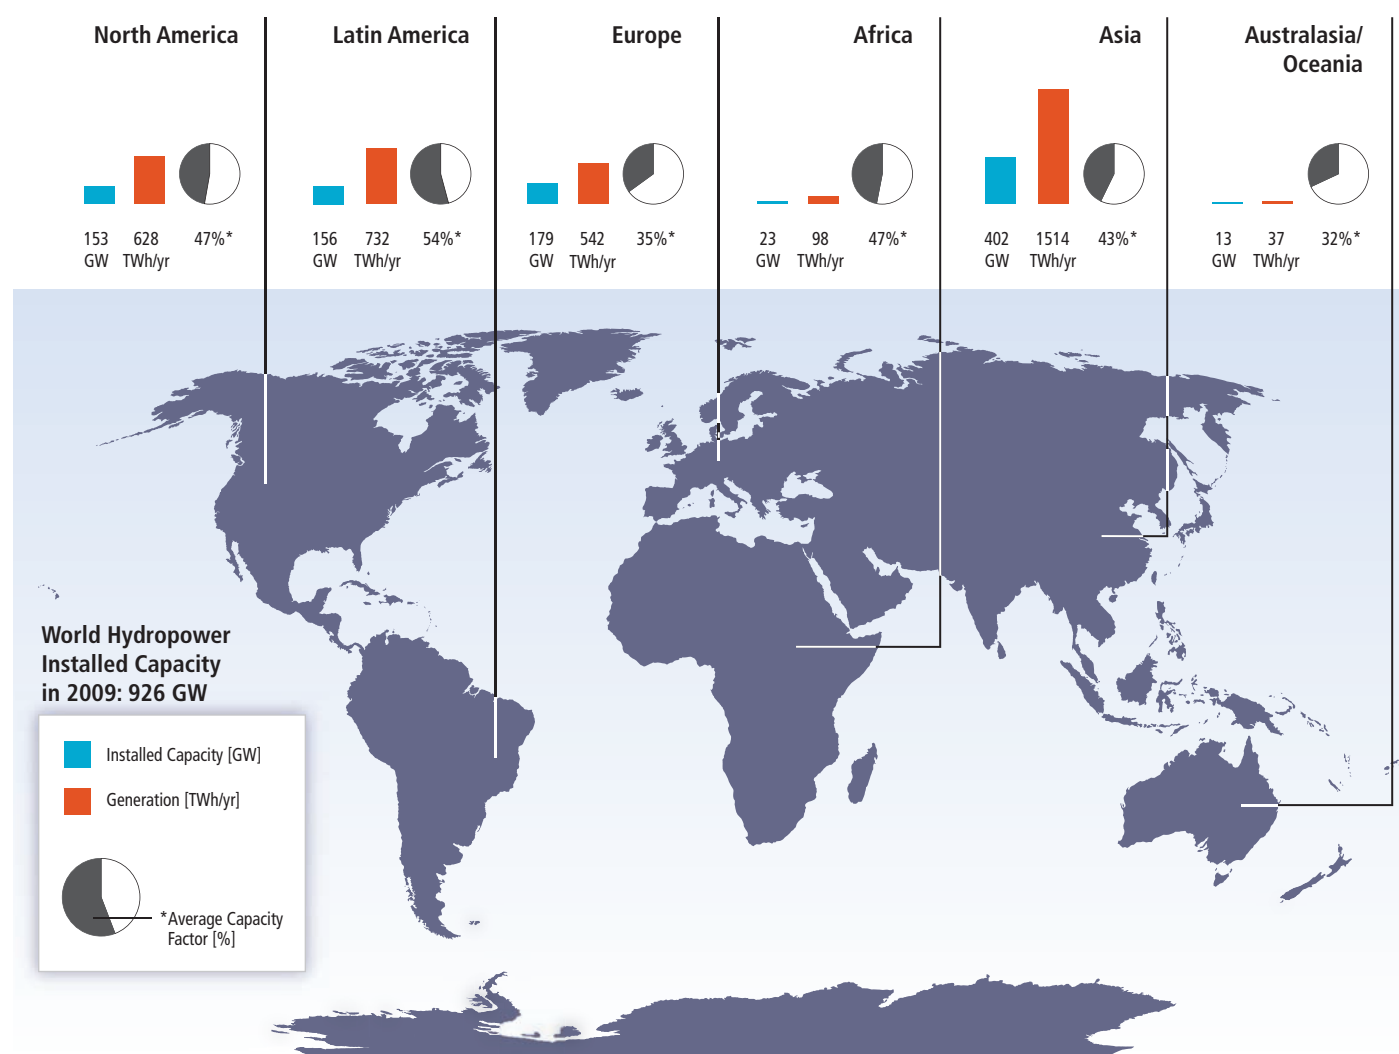 North America
153
GW
628
TWh/yr
47%*
Latin America
156
GW
732
TWh/yr
54%*
Europe
179
GW
542
TWh/yr
35%*
Africa
23
GW
98
TWh/yr
47%*
Asia
402
GW
1514
TWh/yr
43%*
Australasia/
Oceania
13
GW
37
TWh/yr
32%*
World Hydropower
Installed Capacity
in 2009: 926 GW
Installed Capacity [GW]
Generation [TWh/yr]
*Average Capacity
Factor [%]